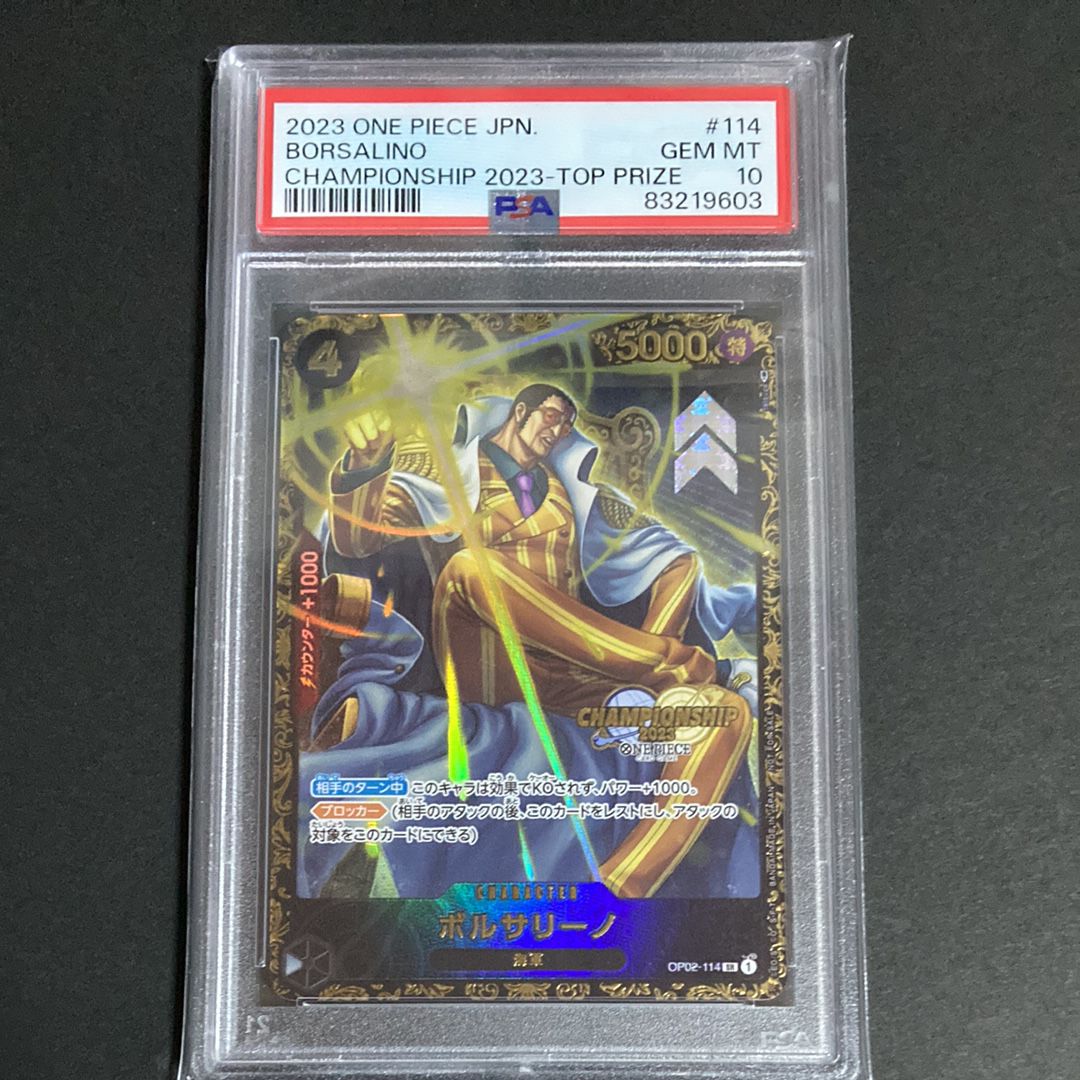 2023 ONE PIECE JPN. #114
BORSALINO GEM MT
CHAMPIONSHIP 2023-TOP PRIZE 10
PSA 83219603
4
5000 特
カウンター+1000
CHAMPIONSHIP
2023
ONE PIECE
CARD GAME
相手のターン中 このキャラは効果でKOされず、パワー+1000。
ブロッカー (相手のアタックの後、このカードをレストにし、アタックの
対象をこのカードにできる)
CHARACTER
ボルサリーノ
海軍
OP02-114 SR 1
PSA